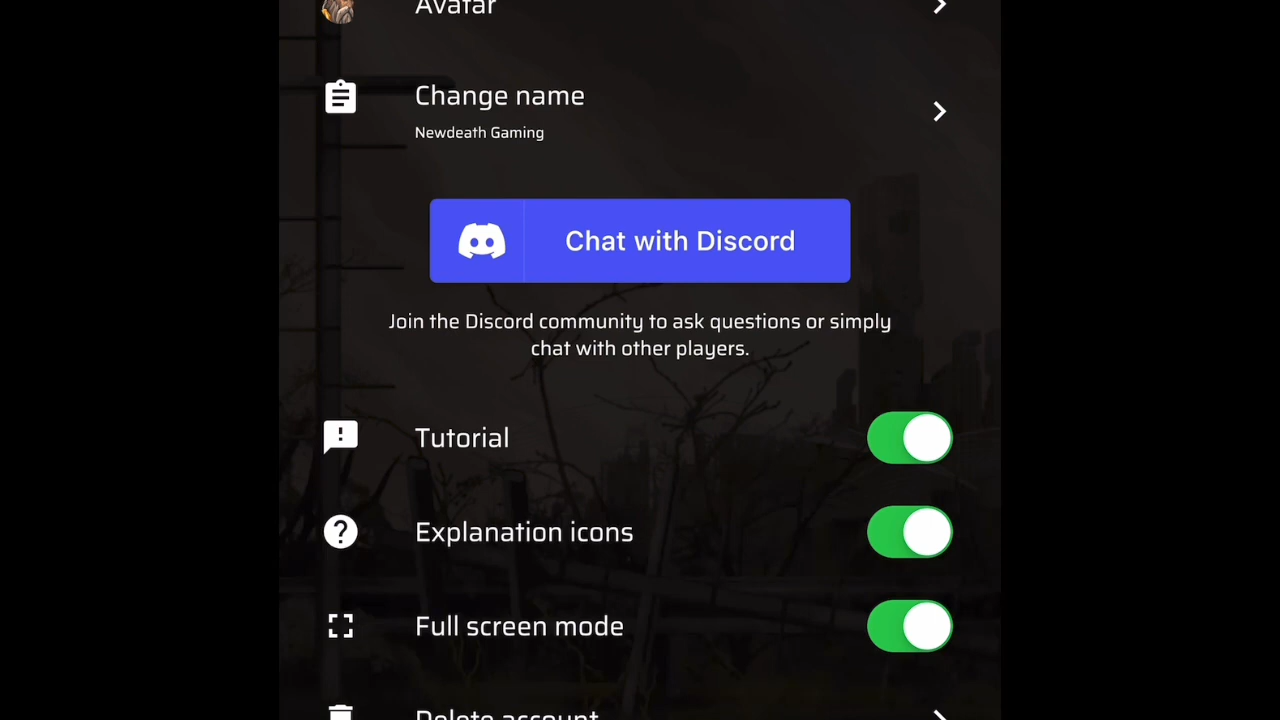 Avatar
Change name
Newdeath Gaming
Chat with Discord
Join the Discord community to ask questions or simply
chat with other players.
Tutorial
Explanation icons
Full screen mode
Delete account